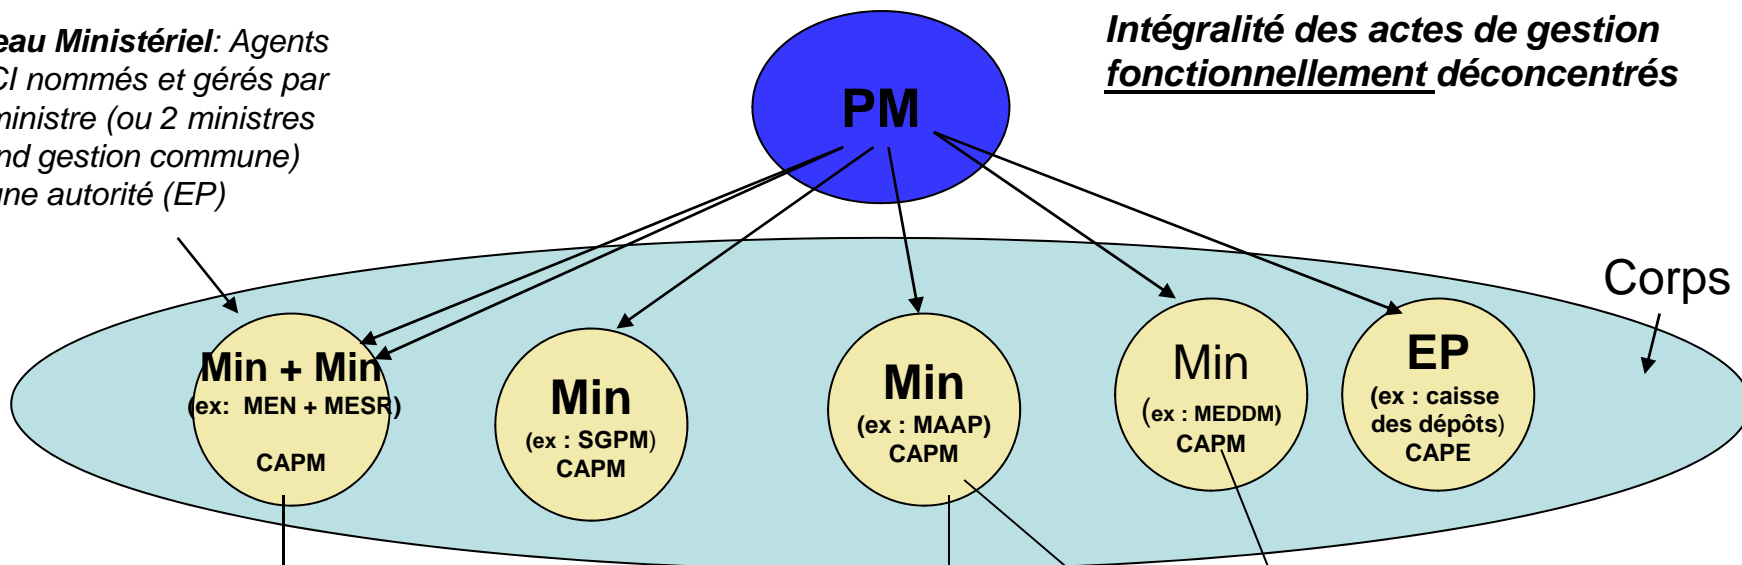 eau Ministériel: Agents
CI nommés et gérés par
ministre (ou 2 ministres
nd gestion commune)
une autorité (EP)
Intégralité des actes de gestion
fonctionnellement déconcentrés
PM
Corps
Min + Min
(ex: MEN + MESR)
CAPM
Min
(ex : SGPM)
CAPM
Min
(ex : MAAP)
CAPM
Min
(ex : MEDDM)
CAPM
EP
(ex : caisse
des dépôts)
CAPE